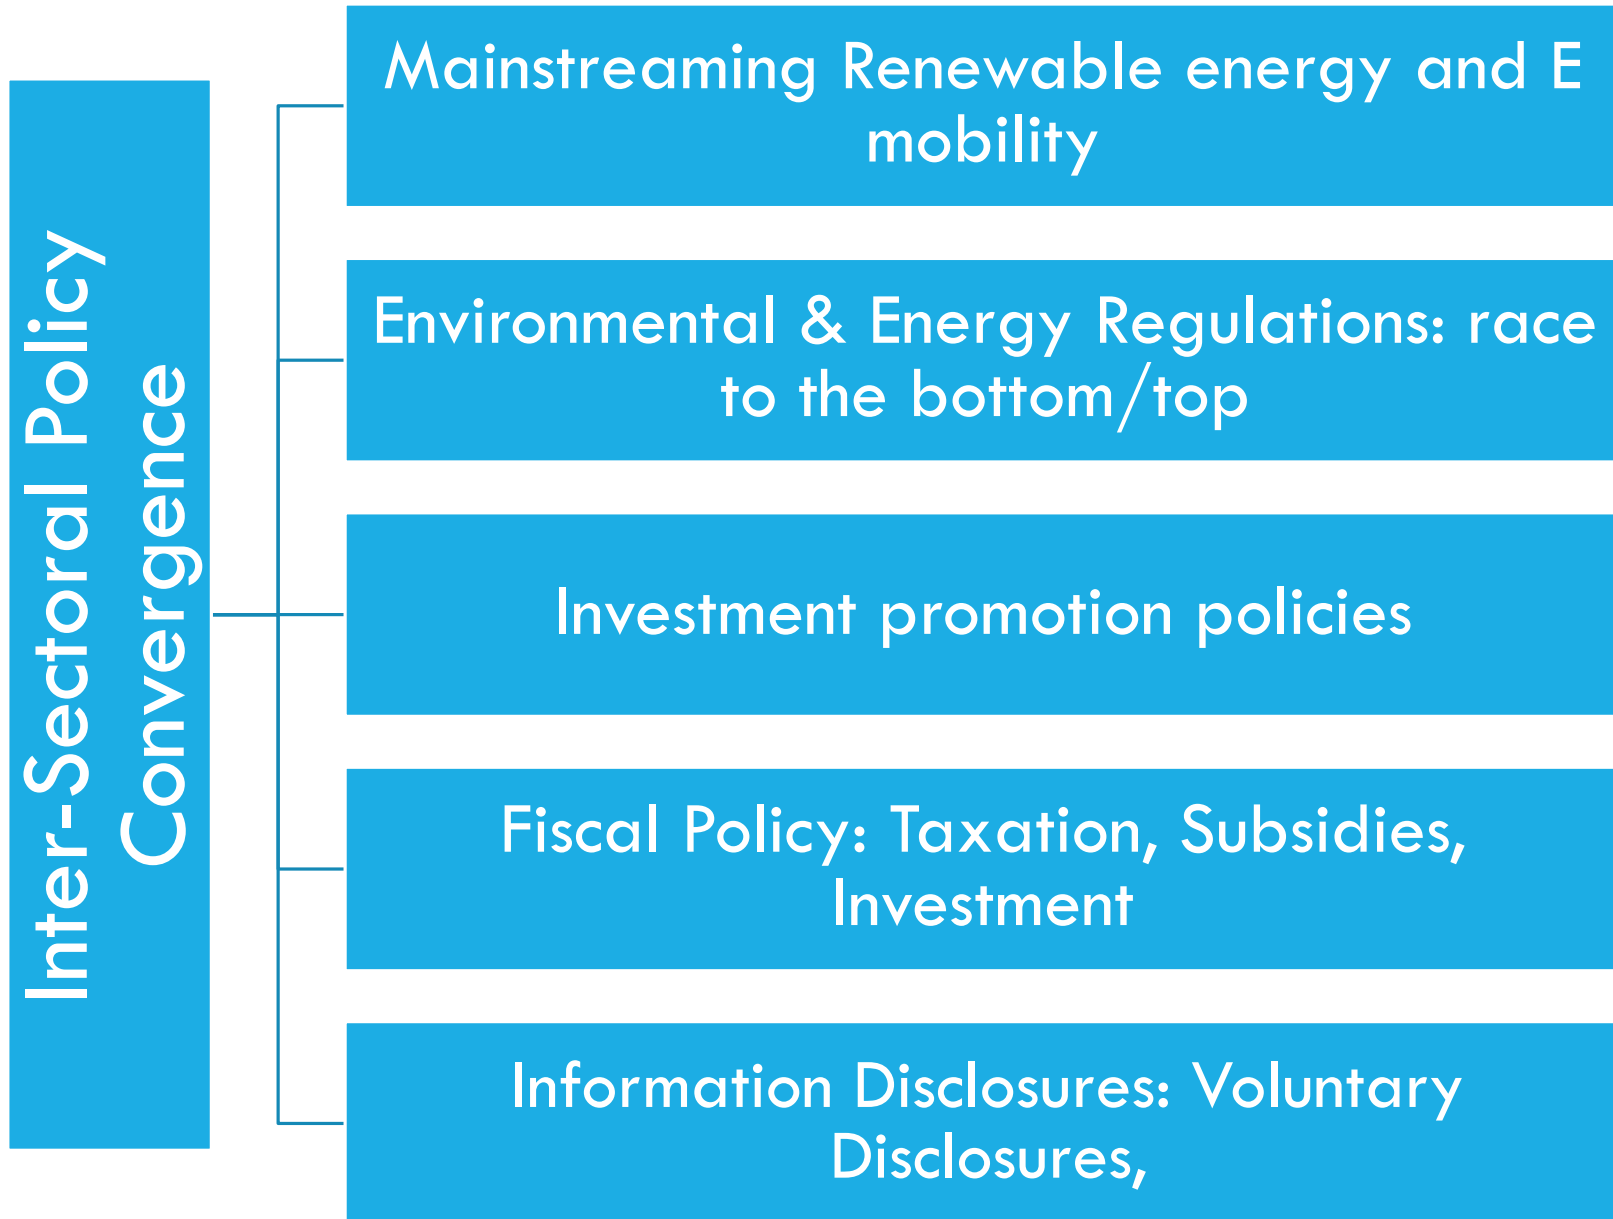 Inter-Sectoral Policy
Convergence
Mainstreaming Renewable energy and E
mobility
Environmental & Energy Regulations: race
to the bottom/top
Investment promotion policies
Fiscal Policy: Taxation, Subsidies,
Investment
Information Disclosures: Voluntary
Disclosures,